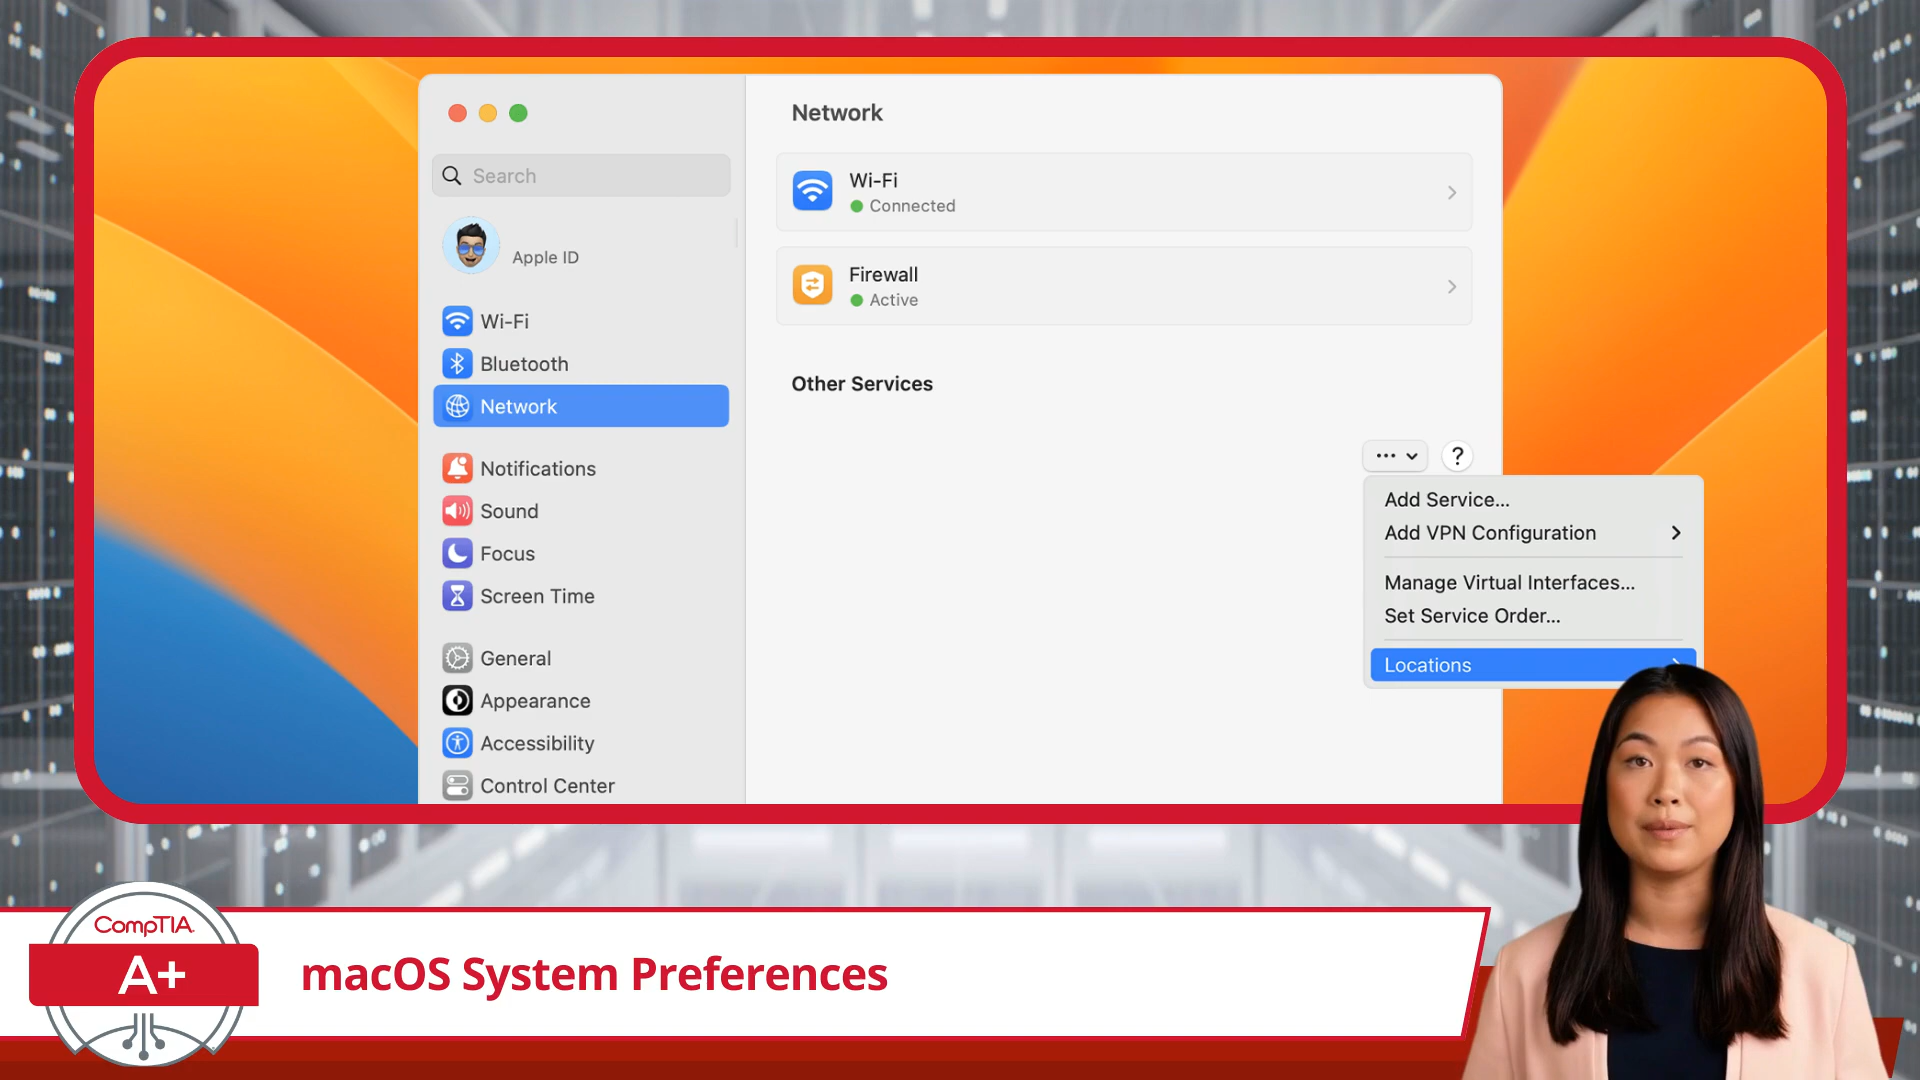 Network
Search
Wi-Fi
Connected
Apple ID
Firewall
Active
Wi-Fi
Bluetooth
Network
Other Services
Notifications
Sound
Focus
Screen Time
General
Appearance
Accessibility
Control Center
... ?
Add Service...
Add VPN Configuration
Manage Virtual Interfaces...
Set Service Order...
Locations
CompTIA
A+
macOS System Preferences